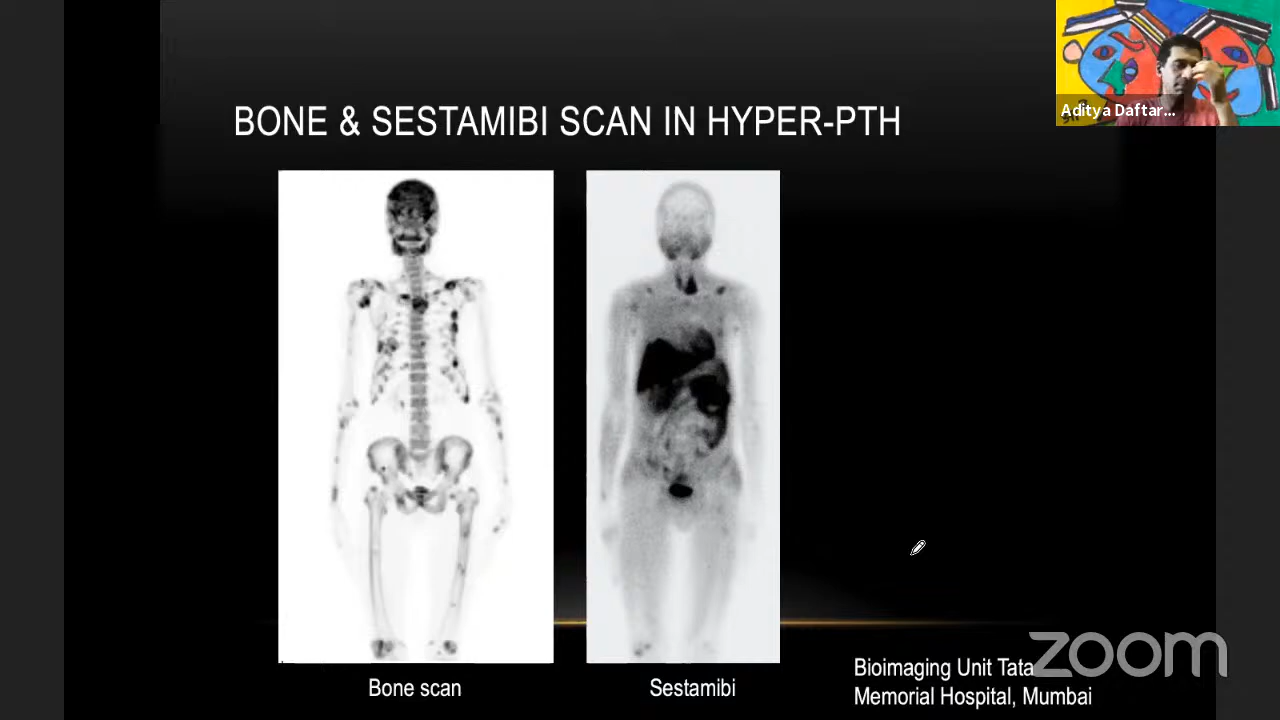 BONE & SESTAMIBI SCAN IN HYPER-PTH
Aditya Daftar...
Bone scan
Sestamibi
Bioimaging Unit Tata
Memorial Hospital, Mumbai
zoom